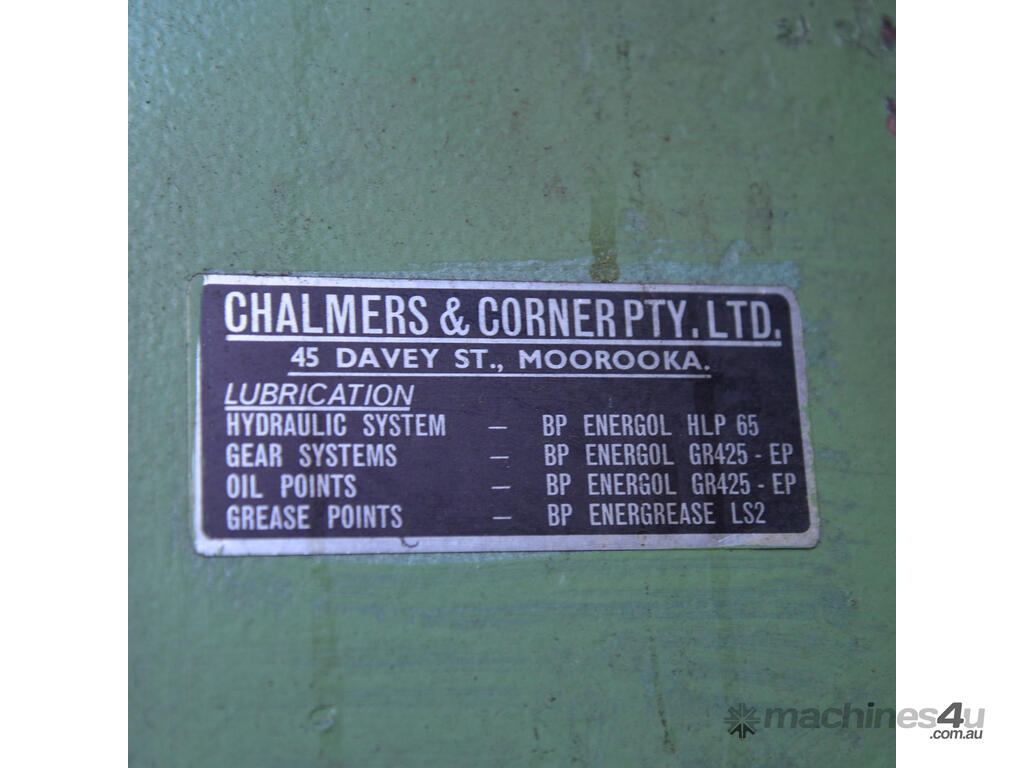 CHALMERS & CORNER PTY. LTD.
45 DAVEY ST., MOOROOKA.
LUBRICATION
HYDRAULIC SYSTEM — BP ENERGOL HLP 65
GEAR SYSTEMS — BP ENERGOL GR425 - EP
OIL POINTS — BP ENERGOL GR425 - EP
GREASE POINTS — BP ENERGREASE LS2
machines4u
.com.au